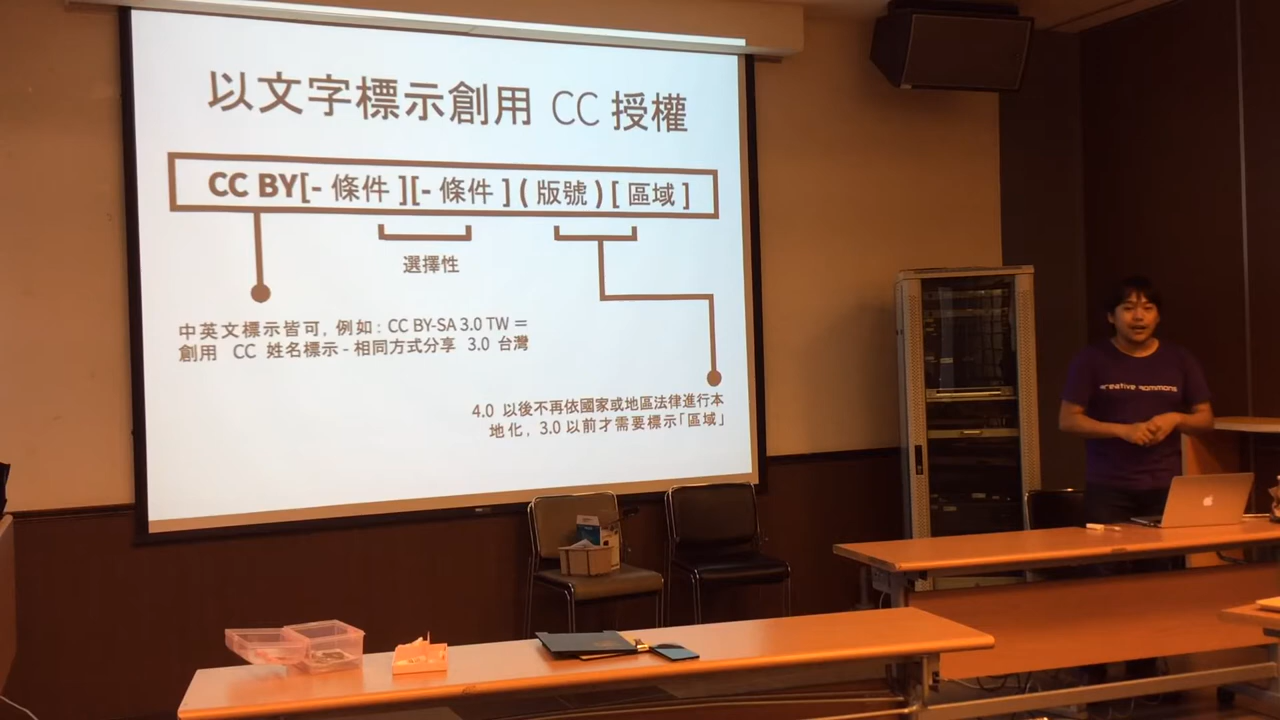 以文字標示創用 CC 授權
CC BY[- 條件 ][- 條件 ] ( 版號 ) [ 區域 ]
選擇性
中英文標示皆可, 例如 : CC BY-SA 3.0 TW =
創用 CC 姓名標示 - 相同方式分享 3.0 台灣
4.0 以後不再依國家或地區法律進行本
地化, 3.0 以前才需要標示「區域」
creative commons